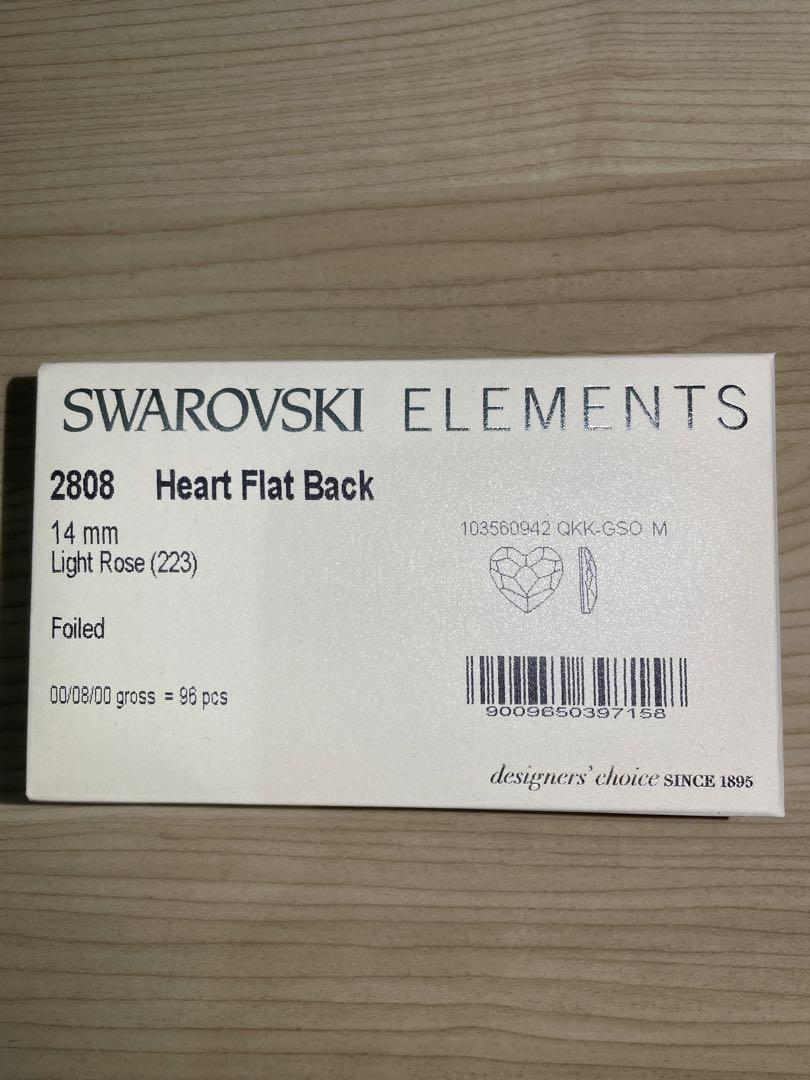 SWAROVSKI ELEMENTS
2808 Heart Flat Back
14 mm
Light Rose (223)
103560942 QKK-GSO M
Foiled
00/08/00 gross = 96 pcs
9009650397158
designers' choice SINCE 1895